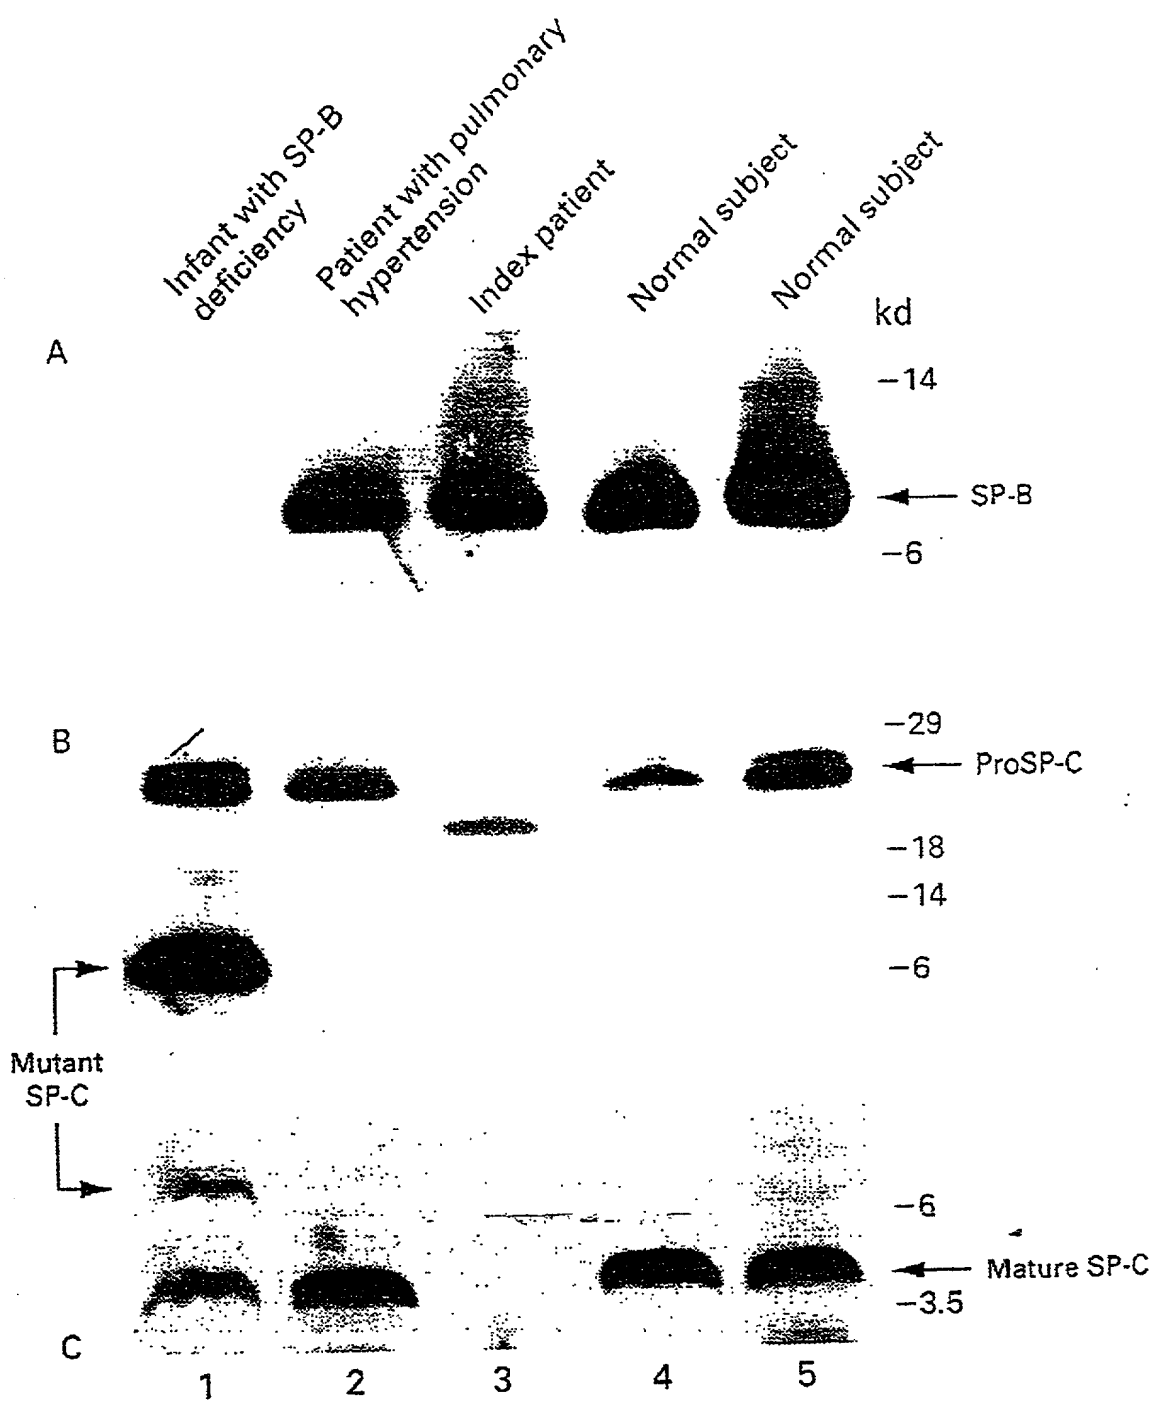 Infant with SP-B
deficiency
Patient with pulmonary
hypertension
Index patient
Normal subject
Normal subject
kd
A
–14
SP-B
–6
B
–29
ProSP-C
–18
–14
–6
Mutant
SP-C
–6
Mature SP-C
–3.5
C
1 2 3 4 5